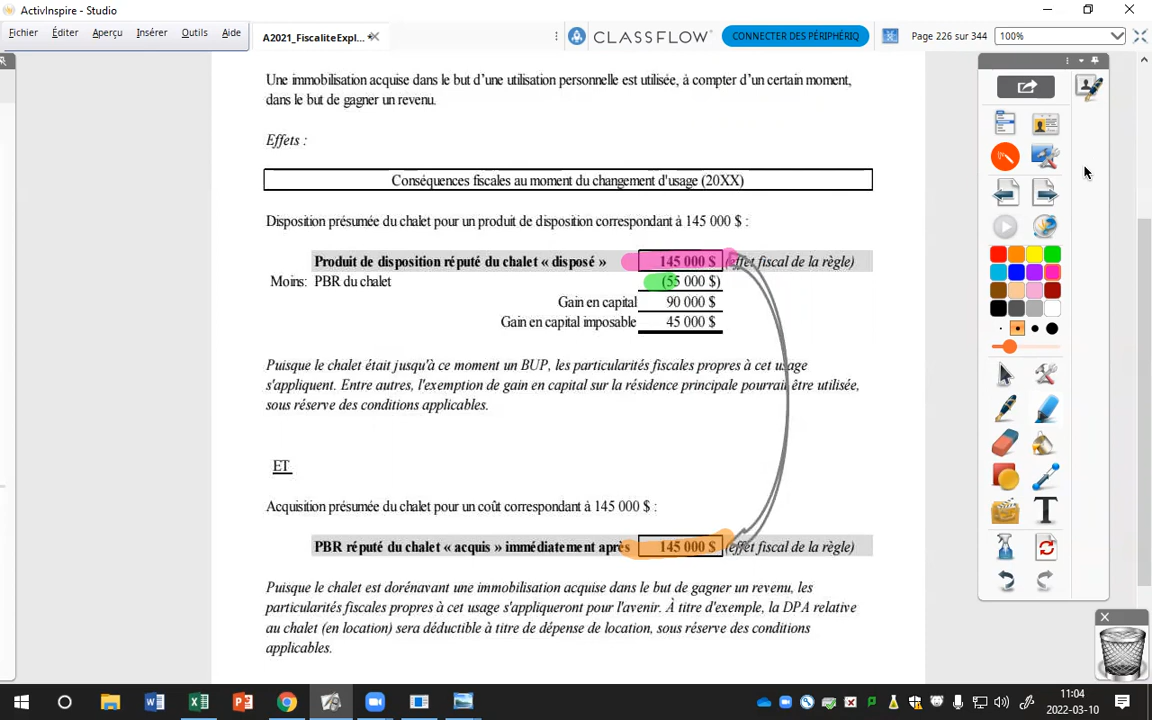 ActivInspire - Studio
Fichier Éditer Aperçu Insérer Outils Aide
A2021_FiscaliteExpl...
CLASSFLOW
CONNECTER DES PÉRIPHÉRIQ
Page 226 sur 344
100%
Une immobilisation acquise dans le but d'une utilisation personnelle est utilisée, à compter d'un certain moment,
dans le but de gagner un revenu.
Effets :
Conséquences fiscales au moment du changement d'usage (20XX)
Disposition présumée du chalet pour un produit de disposition correspondant à 145 000 $ :
Produit de disposition réputé du chalet « disposé » 145 000 $ (effet fiscal de la règle)
Moins: PBR du chalet (55 000 $)
Gain en capital 90 000 $
Gain en capital imposable 45 000 $
Puisque le chalet était jusqu'à ce moment un BUP, les particularités fiscales propres à cet usage
s'appliquent. Entre autres, l'exemption de gain en capital sur la résidence principale pourrait être utilisée,
sous réserve des conditions applicables.
ET
Acquisition présumée du chalet pour un coût correspondant à 145 000 $ :
PBR réputé du chalet « acquis » immédiatement après 145 000 $ (effet fiscal de la règle)
Puisque le chalet est dorénavant une immobilisation acquise dans le but de gagner un revenu, les
particularités fiscales propres à cet usage s'appliqueront pour l'avenir. À titre d'exemple, la DPA relative
au chalet (en location) sera déductible à titre de dépense de location, sous réserve des conditions
applicables.
11:04
2022-03-10